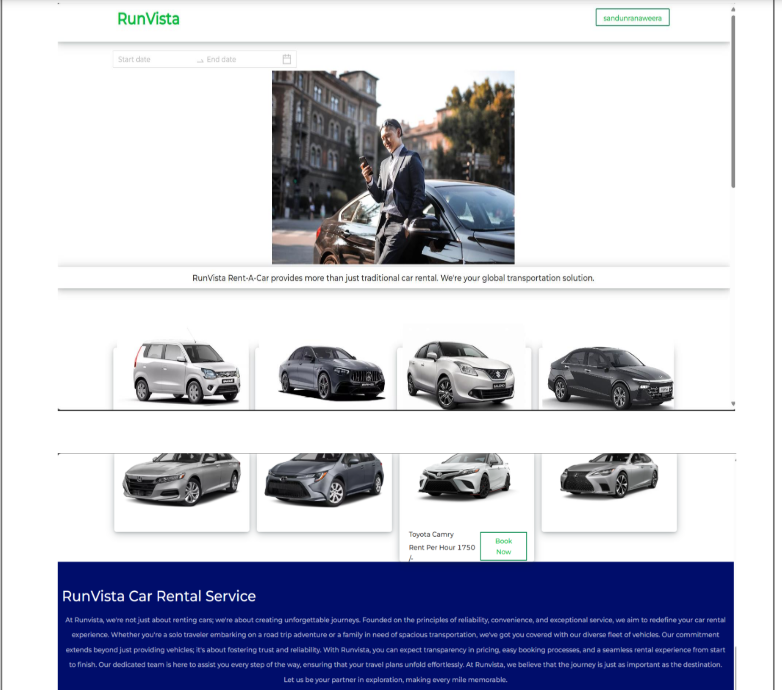 RunVista
sandunranaweera
Start date
End date
RunVista Rent-A-Car provides more than just traditional car rental. We're your global transportation solution.
Toyota Camry
Rent Per Hour 1750
/-
Book
Now
RunVista Car Rental Service
At Runvista, we're not just about renting cars; we're about creating unforgettable journeys. Founded on the principles of reliability, convenience, and exceptional service, we aim to redefine your car rental
experience. Whether you're a solo traveler embarking on a road trip adventure or a family in need of spacious transportation, we've got you covered with our diverse fleet of vehicles. Our commitment
extends beyond just providing vehicles; it's about fostering trust and reliability. With Runvista, you can expect transparency in pricing, easy booking processes, and a seamless rental experience from start
to finish. Our dedicated team is here to assist you every step of the way, ensuring that your travel plans unfold effortlessly. At Runvista, we believe that the journey is just as important as the destination.
Let us be your partner in exploration, making every mile memorable.